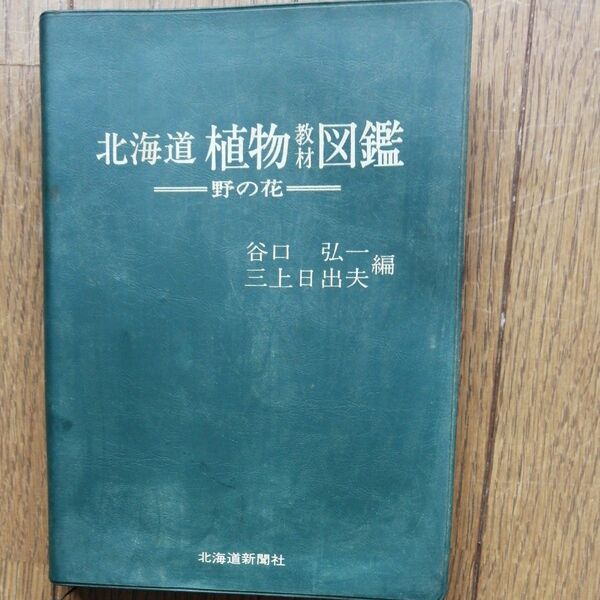 北海道 植物教材図鑑
野の花
谷口 弘一
三上日出夫 編
北海道新聞社